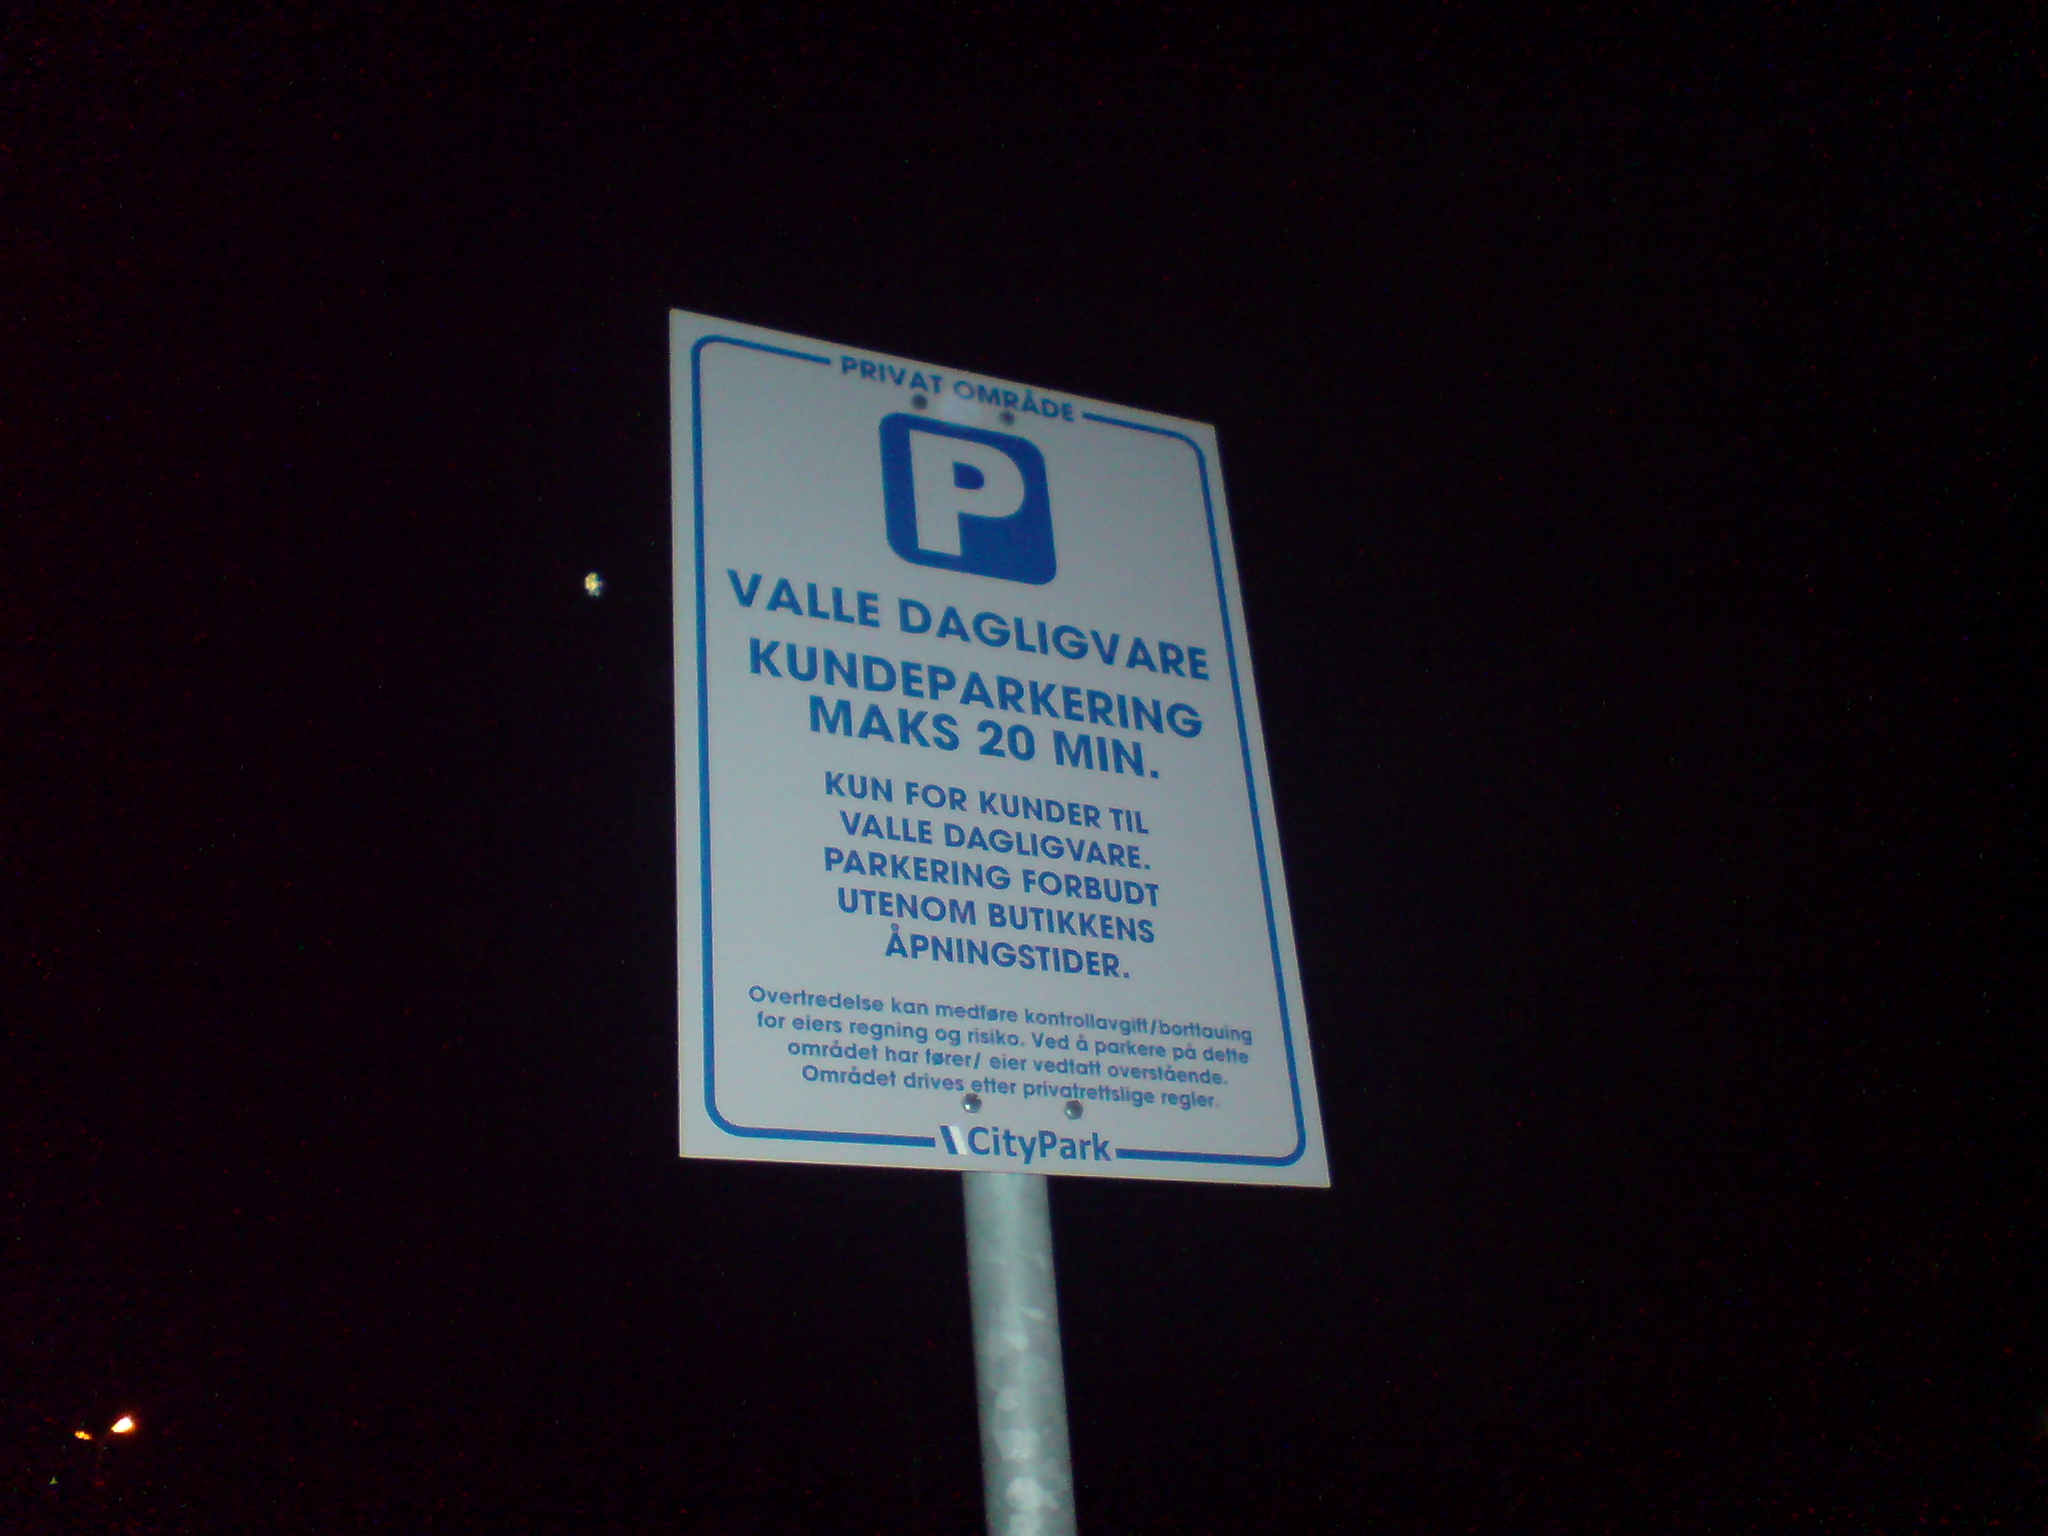 PRIVAT OMRÅDE
P
VALLE DAGLIGVARE
KUNDEPARKERING
MAKS 20 MIN.
KUN FOR KUNDER TIL
VALLE DAGLIGVARE.
PARKERING FORBUDT
UTENOM BUTIKKENS
ÅPNINGSTIDER.
Overtredelse kan medføre kontrollavgift/borttauing
for eiers regning og risiko. Ved å parkere på dette
området har fører/ eier vedtatt overstående.
Området drives etter privatrettslige regler.
CityPark